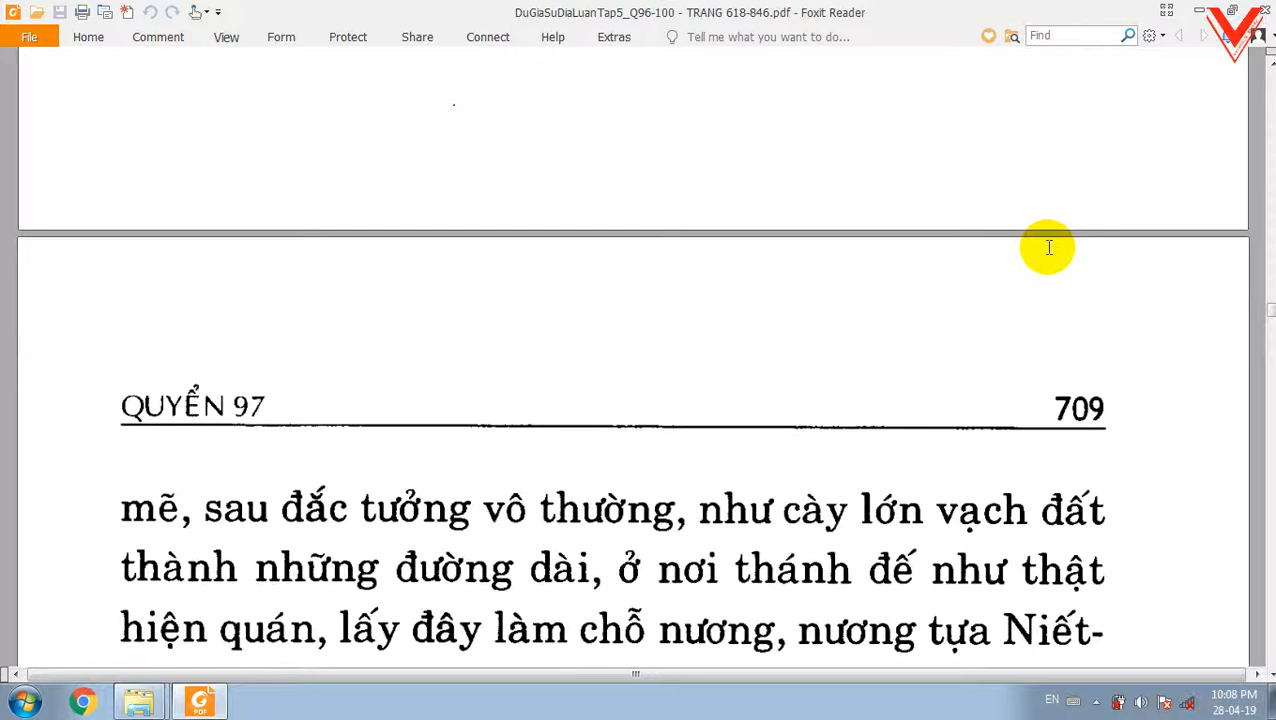 DuGiaSuDiaLuanTap5_Q96-100 - TRANG 618-846.pdf - Foxit Reader
File Home Comment View Form Protect Share Connect Help Extras Tell me what you want to do... Find
QUYỂN 97 709
mẽ, sau đắc tưởng vô thường, như cày lớn vạch đất
thành những đường dài, ở nơi thánh đế như thật
hiện quán, lấy đây làm chỗ nương, nương tựa Niết-
EN 10:08 PM
28-04-19